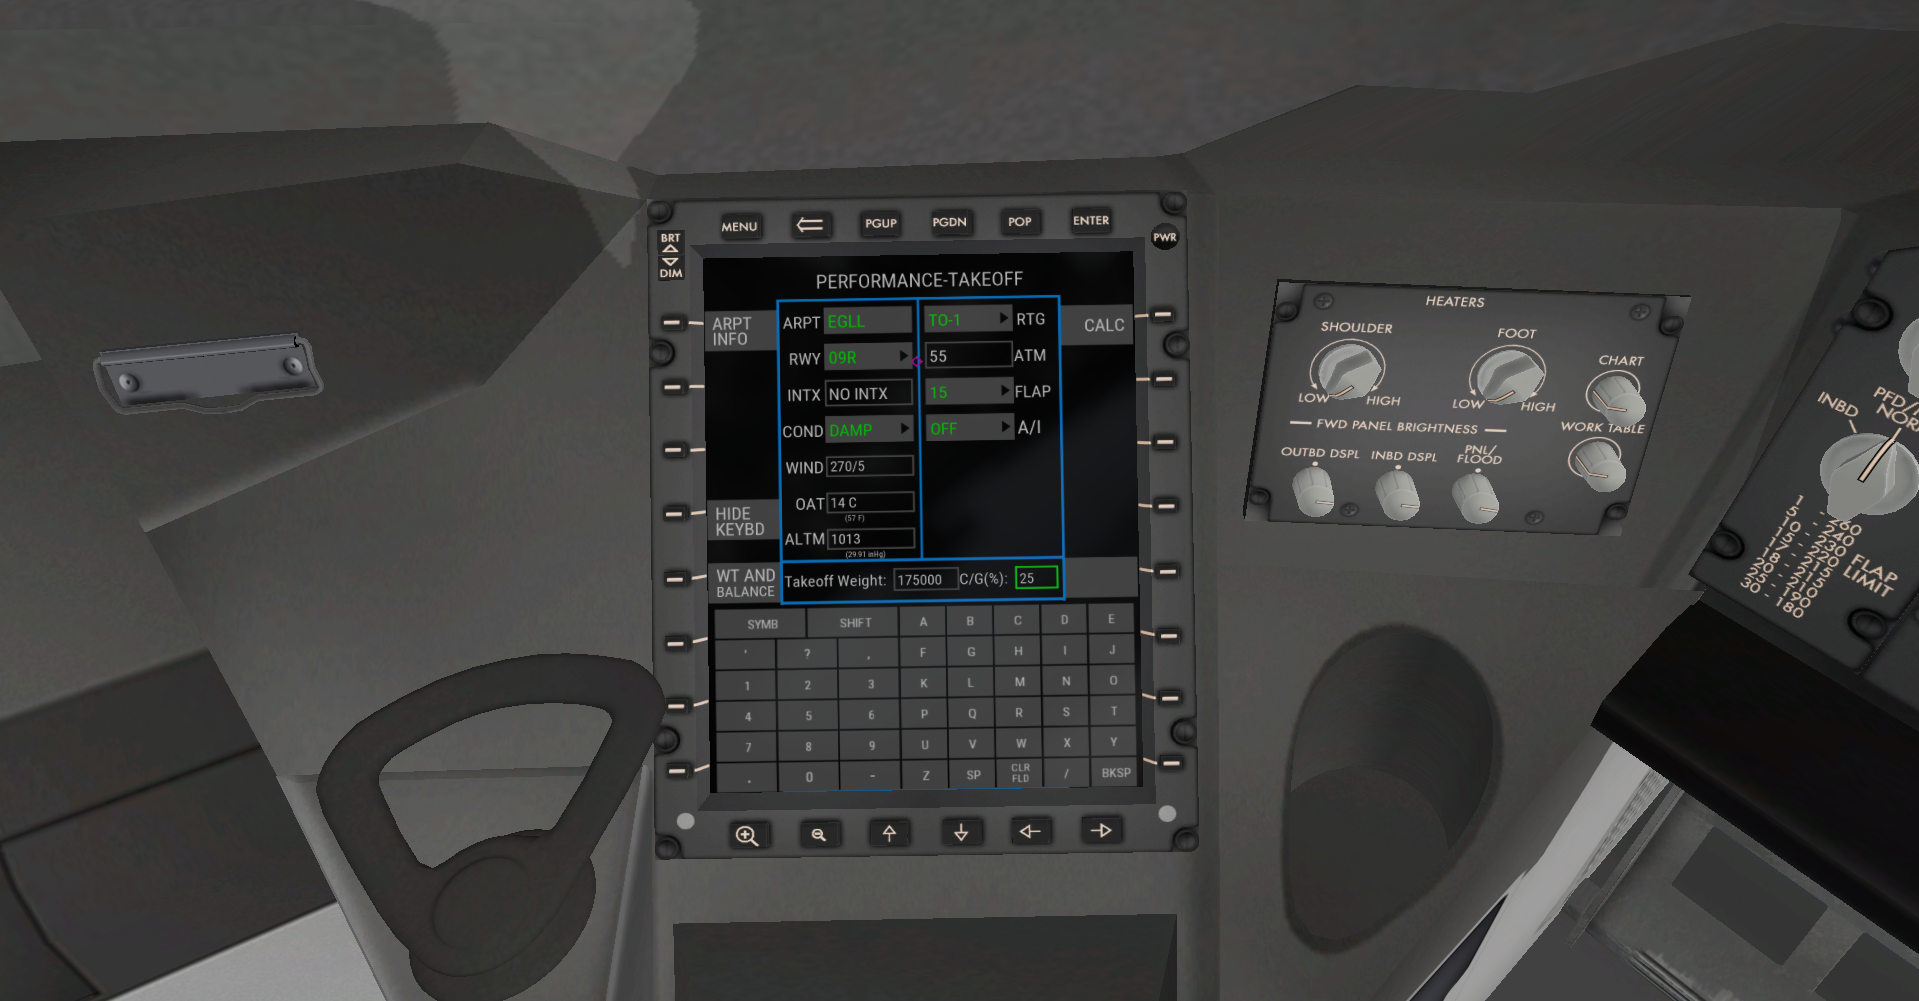 MENU
PGUP
PGDN
POP
ENTER
BRT
DIM
PWR
PERFORMANCE-TAKEOFF
ARPT
INFO
ARPT EGLL
TO-1 RTG
CALC
RWY 09R
55 ATM
INTX NO INTX
15 FLAP
COND DAMP
OFF A/I
WIND 270/5
OAT 14 C
(57 F)
HIDE
KEYBD
ALTM 1013
(29.91 inHg)
WT AND
BALANCE
Takeoff Weight: 175000 C/G(%): 25
SYMB SHIFT A B C D E
' ? , F G H I J
1 2 3 K L M N O
4 5 6 P Q R S T
7 8 9 U V W X Y
. 0 - Z SP CLR FLD / BKSP
HEATERS
SHOULDER
FOOT
CHART
LOW HIGH
LOW HIGH
FWD PANEL BRIGHTNESS
WORK TABLE
OUTBD DSPL
INBD DSPL
PNL/
FLOOD
INBD
FLAP
LIMIT
30 - 180